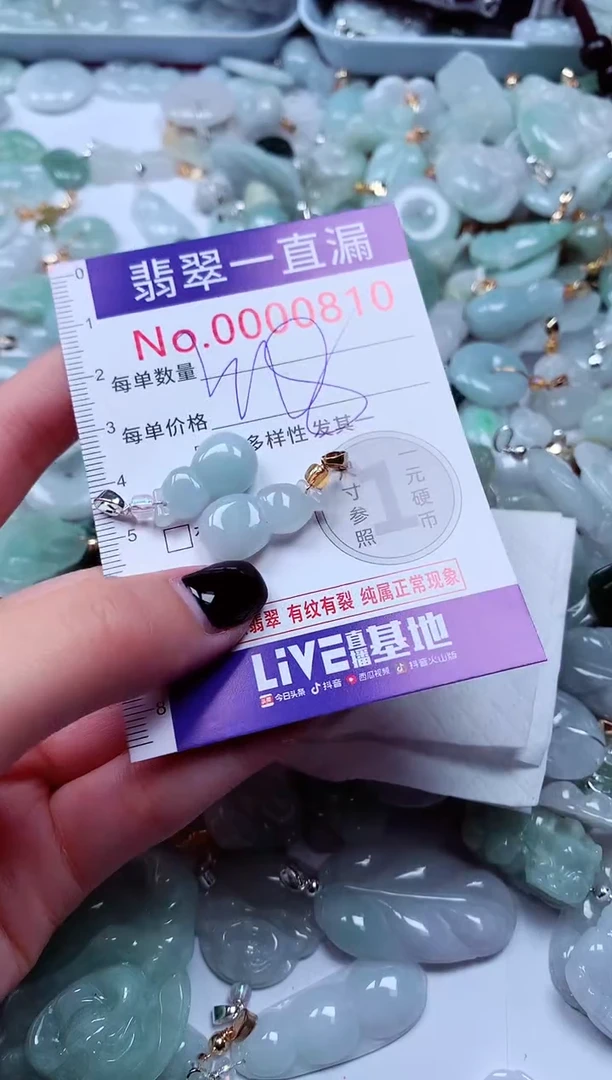 翡翠一直漏
No.0000810
0
1
2
每单数量
3
每单价格
多样性 发其
4
一元硬币
1
寸参照
5
翡翠 有纹有裂 纯属正常现象
LiVE直播基地
今日头条 抖音 西瓜视频 抖音火山版
8